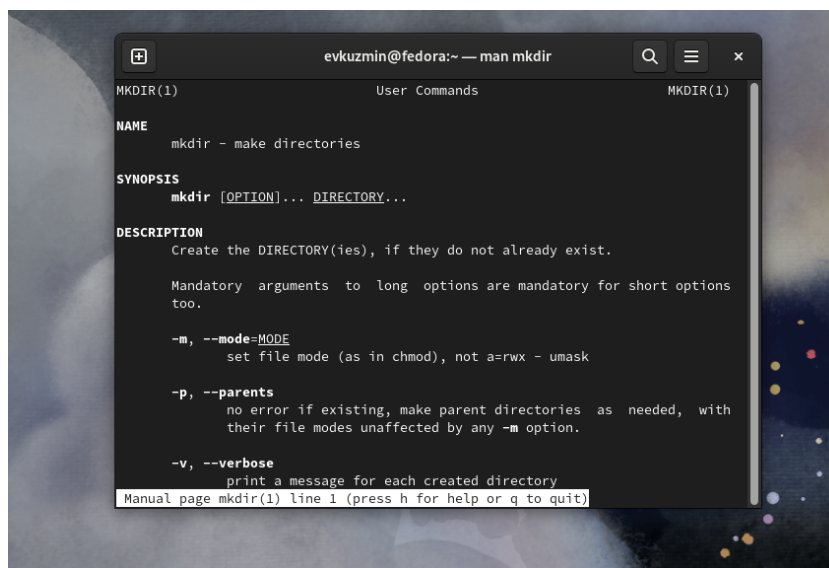 evkuzmin@fedora:~ — man mkdir
MKDIR(1) User Commands MKDIR(1)
NAME
mkdir - make directories
SYNOPSIS
mkdir [OPTION]... DIRECTORY...
DESCRIPTION
Create the DIRECTORY(ies), if they do not already exist.
Mandatory arguments to long options are mandatory for short options
too.
-m, --mode=MODE
set file mode (as in chmod), not a=rwx - umask
-p, --parents
no error if existing, make parent directories as needed, with
their file modes unaffected by any -m option.
-v, --verbose
print a message for each created directory
Manual page mkdir(1) line 1 (press h for help or q to quit)